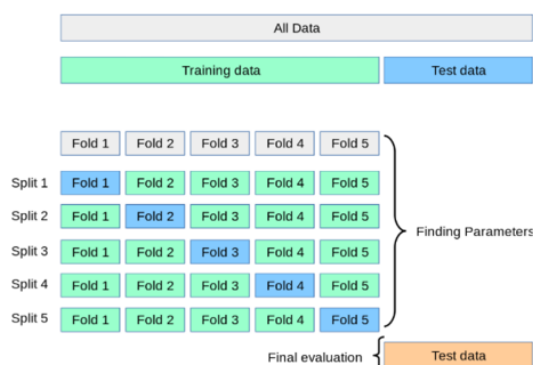 All Data
Training data Test data
Fold 1 Fold 2 Fold 3 Fold 4 Fold 5
Split 1 Fold 1 Fold 2 Fold 3 Fold 4 Fold 5
Split 2 Fold 1 Fold 2 Fold 3 Fold 4 Fold 5
Finding Parameters
Split 3 Fold 1 Fold 2 Fold 3 Fold 4 Fold 5
Split 4 Fold 1 Fold 2 Fold 3 Fold 4 Fold 5
Split 5 Fold 1 Fold 2 Fold 3 Fold 4 Fold 5
Final evaluation Test data